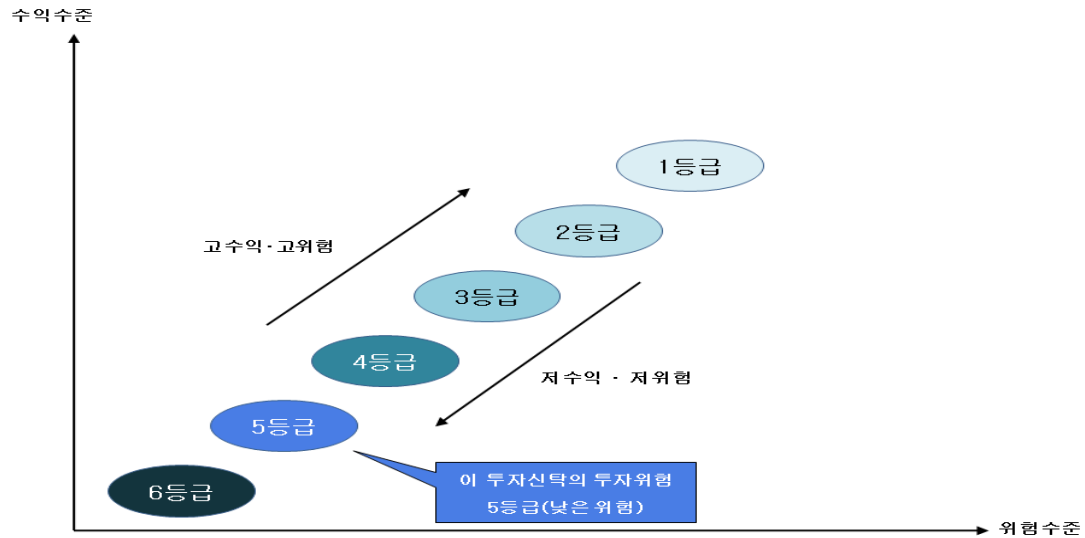 수익수준
1등급
2등급
고수익·고위험
3등급
4등급
저수익 · 저위험
5등급
이 투자신탁의 투자위험
5등급(낮은 위험)
6등급
위험수준